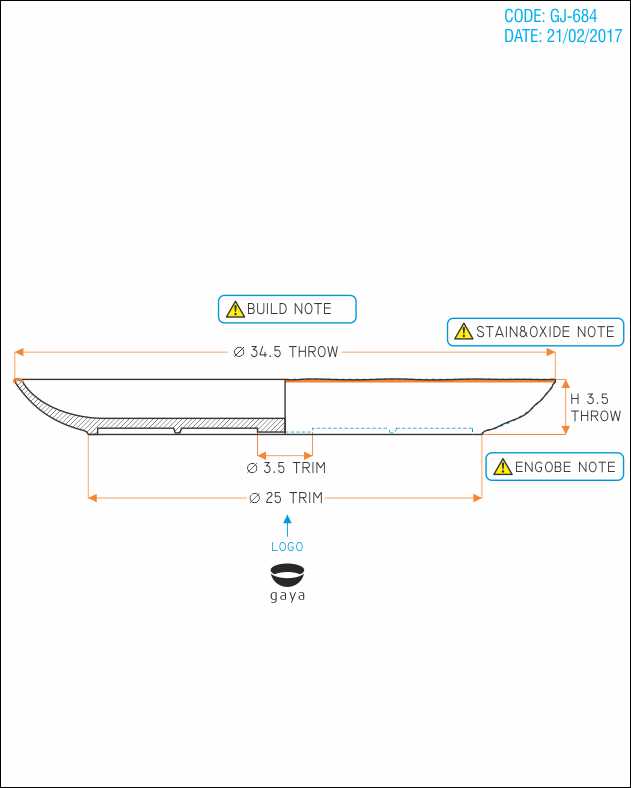 CODE: GJ-684
DATE: 21/02/2017
BUILD NOTE
STAIN&OXIDE NOTE
Ø 34.5 THROW
H 3.5
THROW
ENGOBE NOTE
Ø 3.5 TRIM
Ø 25 TRIM
LOGO
gaya